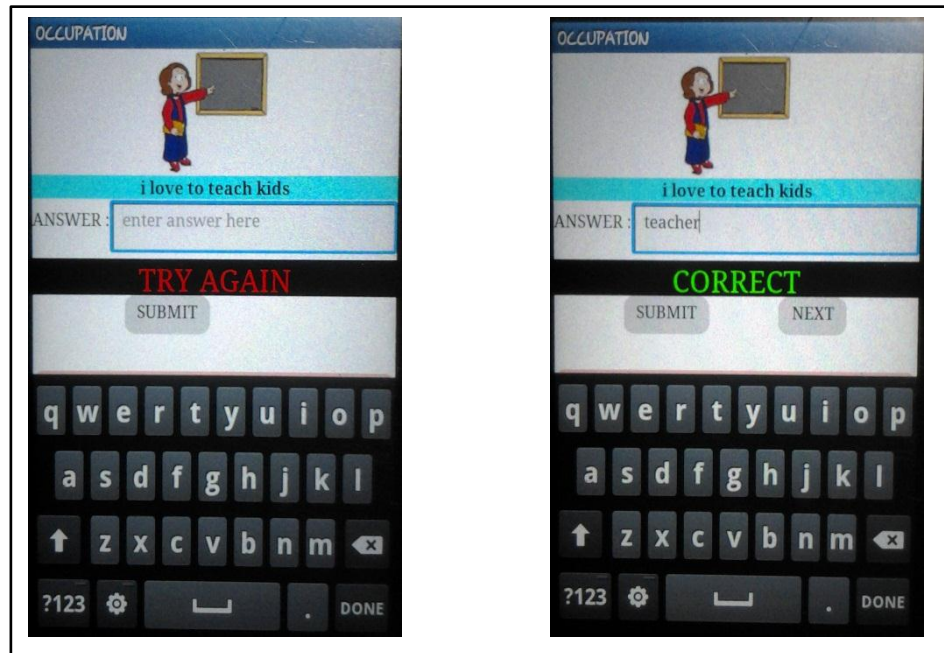 OCCUPATION
i love to teach kids
ANSWER : enter answer here
TRY AGAIN
SUBMIT
q w e r t y u i o p
a s d f g h j k l
z x c v b n m
?123 . DONE
OCCUPATION
i love to teach kids
ANSWER : teacher
CORRECT
SUBMIT NEXT
q w e r t y u i o p
a s d f g h j k l
z x c v b n m
?123 . DONE